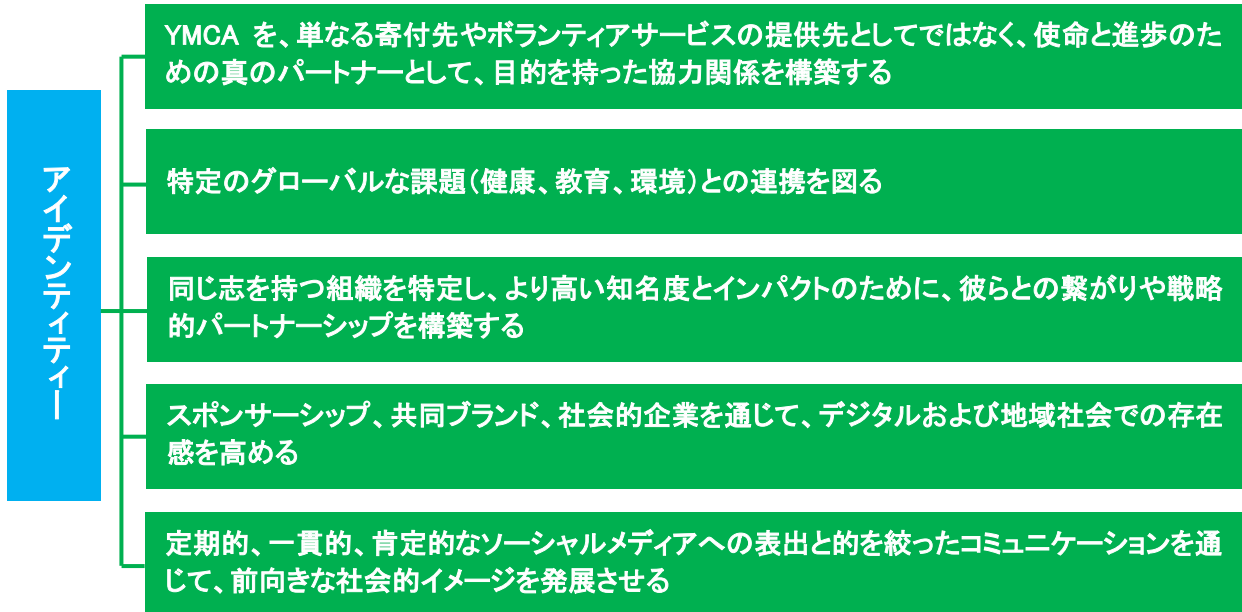 アイデンティティー
YMCA を、単なる寄付先やボランティアサービスの提供先としてではなく、使命と進歩のた
めの真のパートナーとして、目的を持った協力関係を構築する
特定のグローバルな課題（健康、教育、環境）との連携を図る
同じ志を持つ組織を特定し、より高い知名度とインパクトのために、彼らとの繋がりや戦略
的パートナーシップを構築する
スポンサーシップ、共同ブランド、社会的企業を通じて、デジタルおよび地域社会での存在
感を高める
定期的、一貫的、肯定的なソーシャルメディアへの表出と的を絞ったコミュニケーションを通
じて、前向きな社会的イメージを発展させる